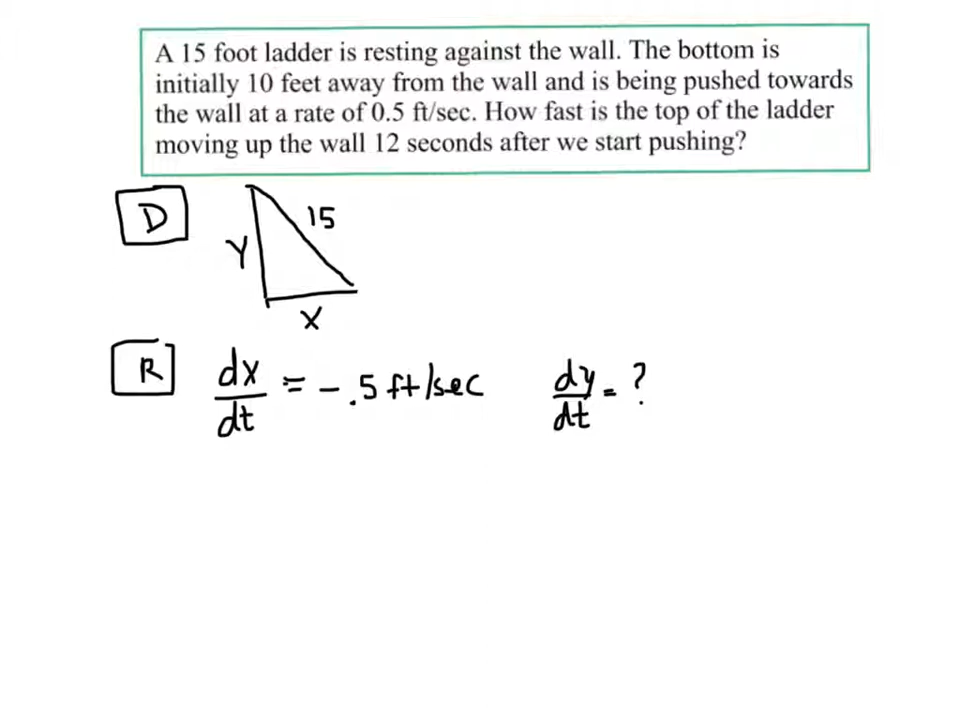 A 15 foot ladder is resting against the wall. The bottom is
initially 10 feet away from the wall and is being pushed towards
the wall at a rate of 0.5 ft/sec. How fast is the top of the ladder
moving up the wall 12 seconds after we start pushing?
D
15
Y
X
R dx/dt = -.5 ft/sec dy/dt = ?